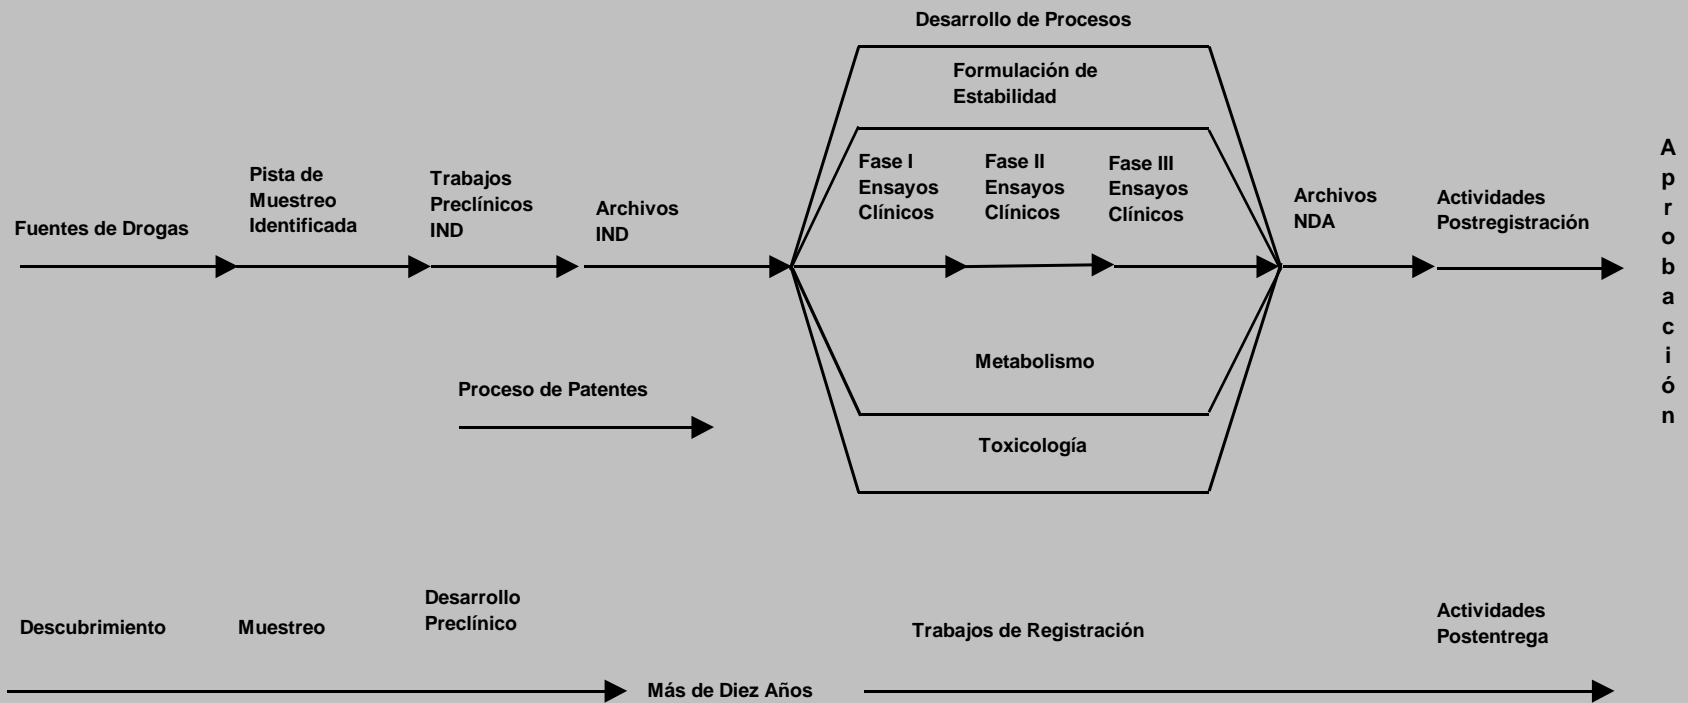 Desarrollo de Procesos
Formulación de
Estabilidad
Fuentes de Drogas
Pista de
Muestreo
Identificada
Trabajos
Preclínicos
IND
Archivos
IND
Fase I
Ensayos
Clínicos
Fase II
Ensayos
Clínicos
Fase III
Ensayos
Clínicos
Archivos
NDA
Actividades
Postregistración
A
p
r
o
b
a
c
i
ó
n
Metabolismo
Proceso de Patentes
Toxicología
Descubrimiento
Muestreo
Desarrollo
Preclínico
Trabajos de Registración
Actividades
Postentrega
Más de Diez Años